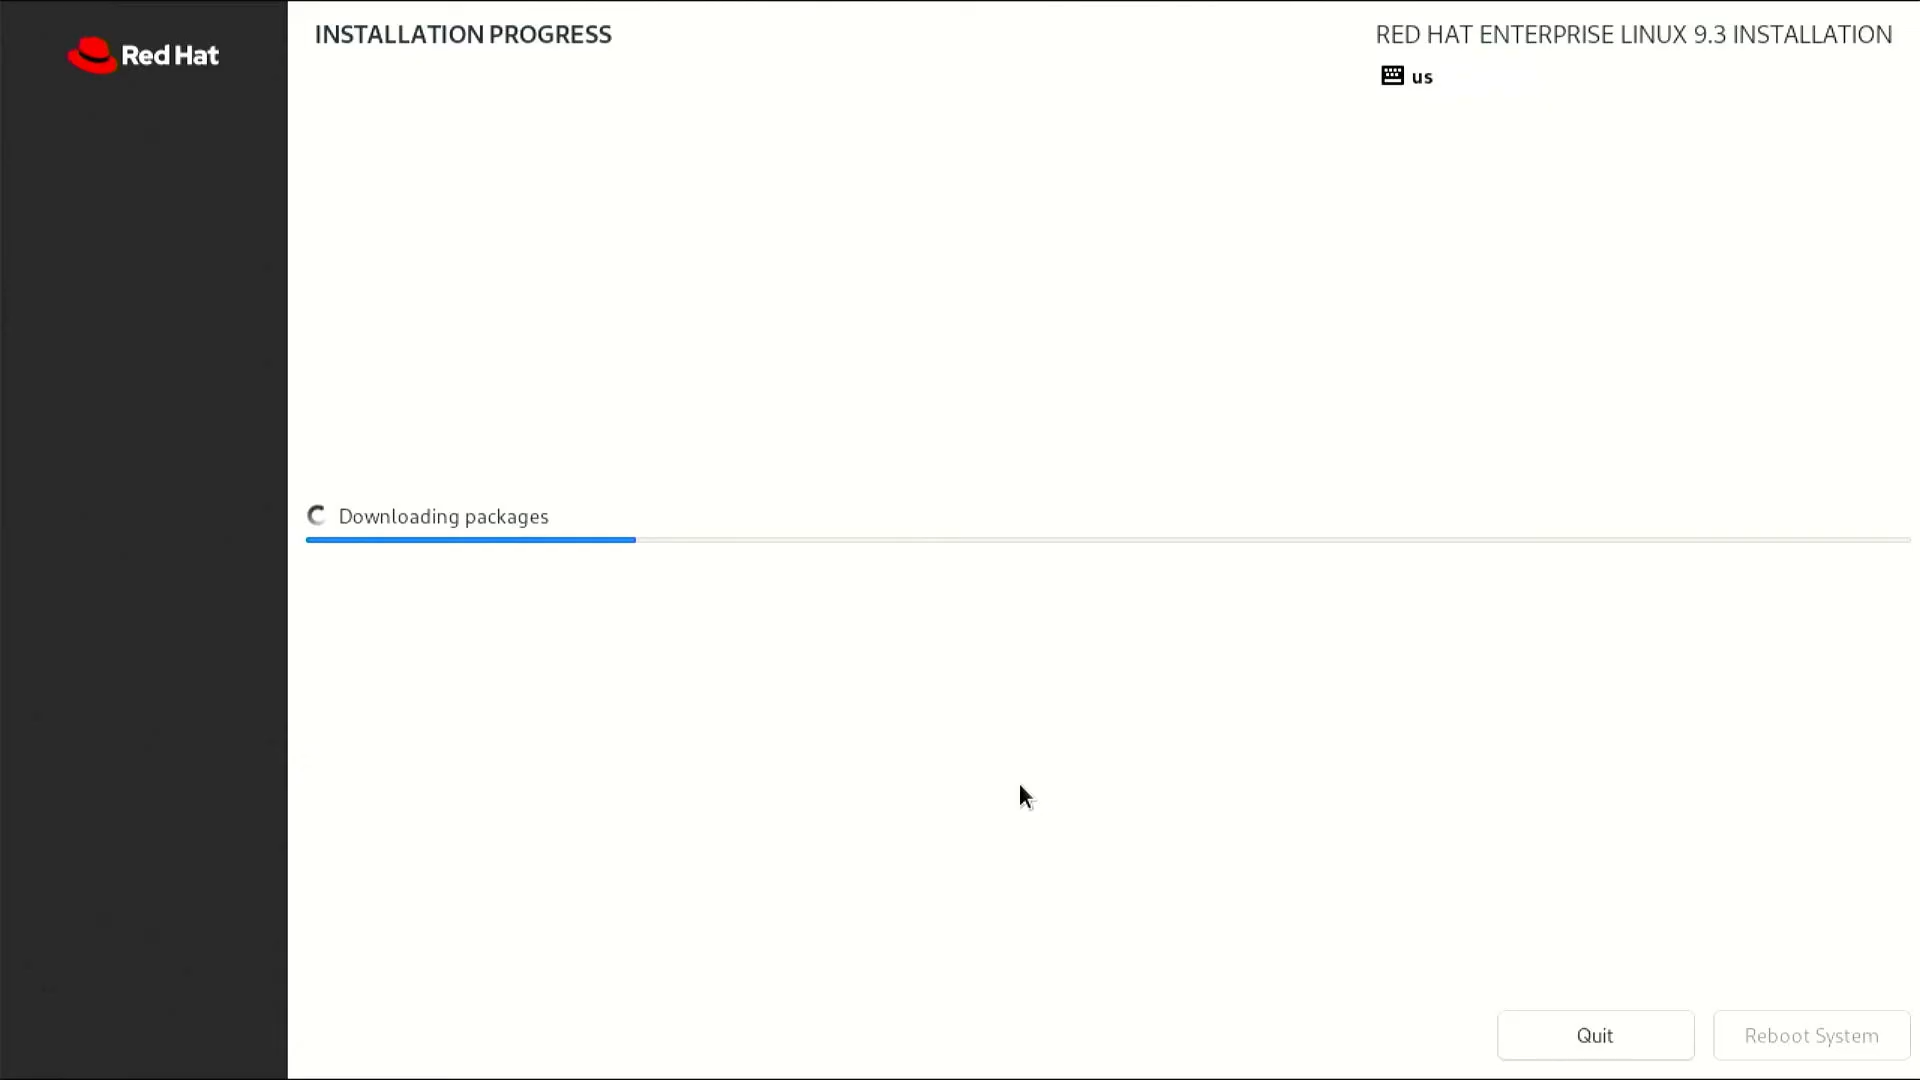 Red Hat
INSTALLATION PROGRESS
RED HAT ENTERPRISE LINUX 9.3 INSTALLATION
us
Downloading packages
Quit
Reboot System